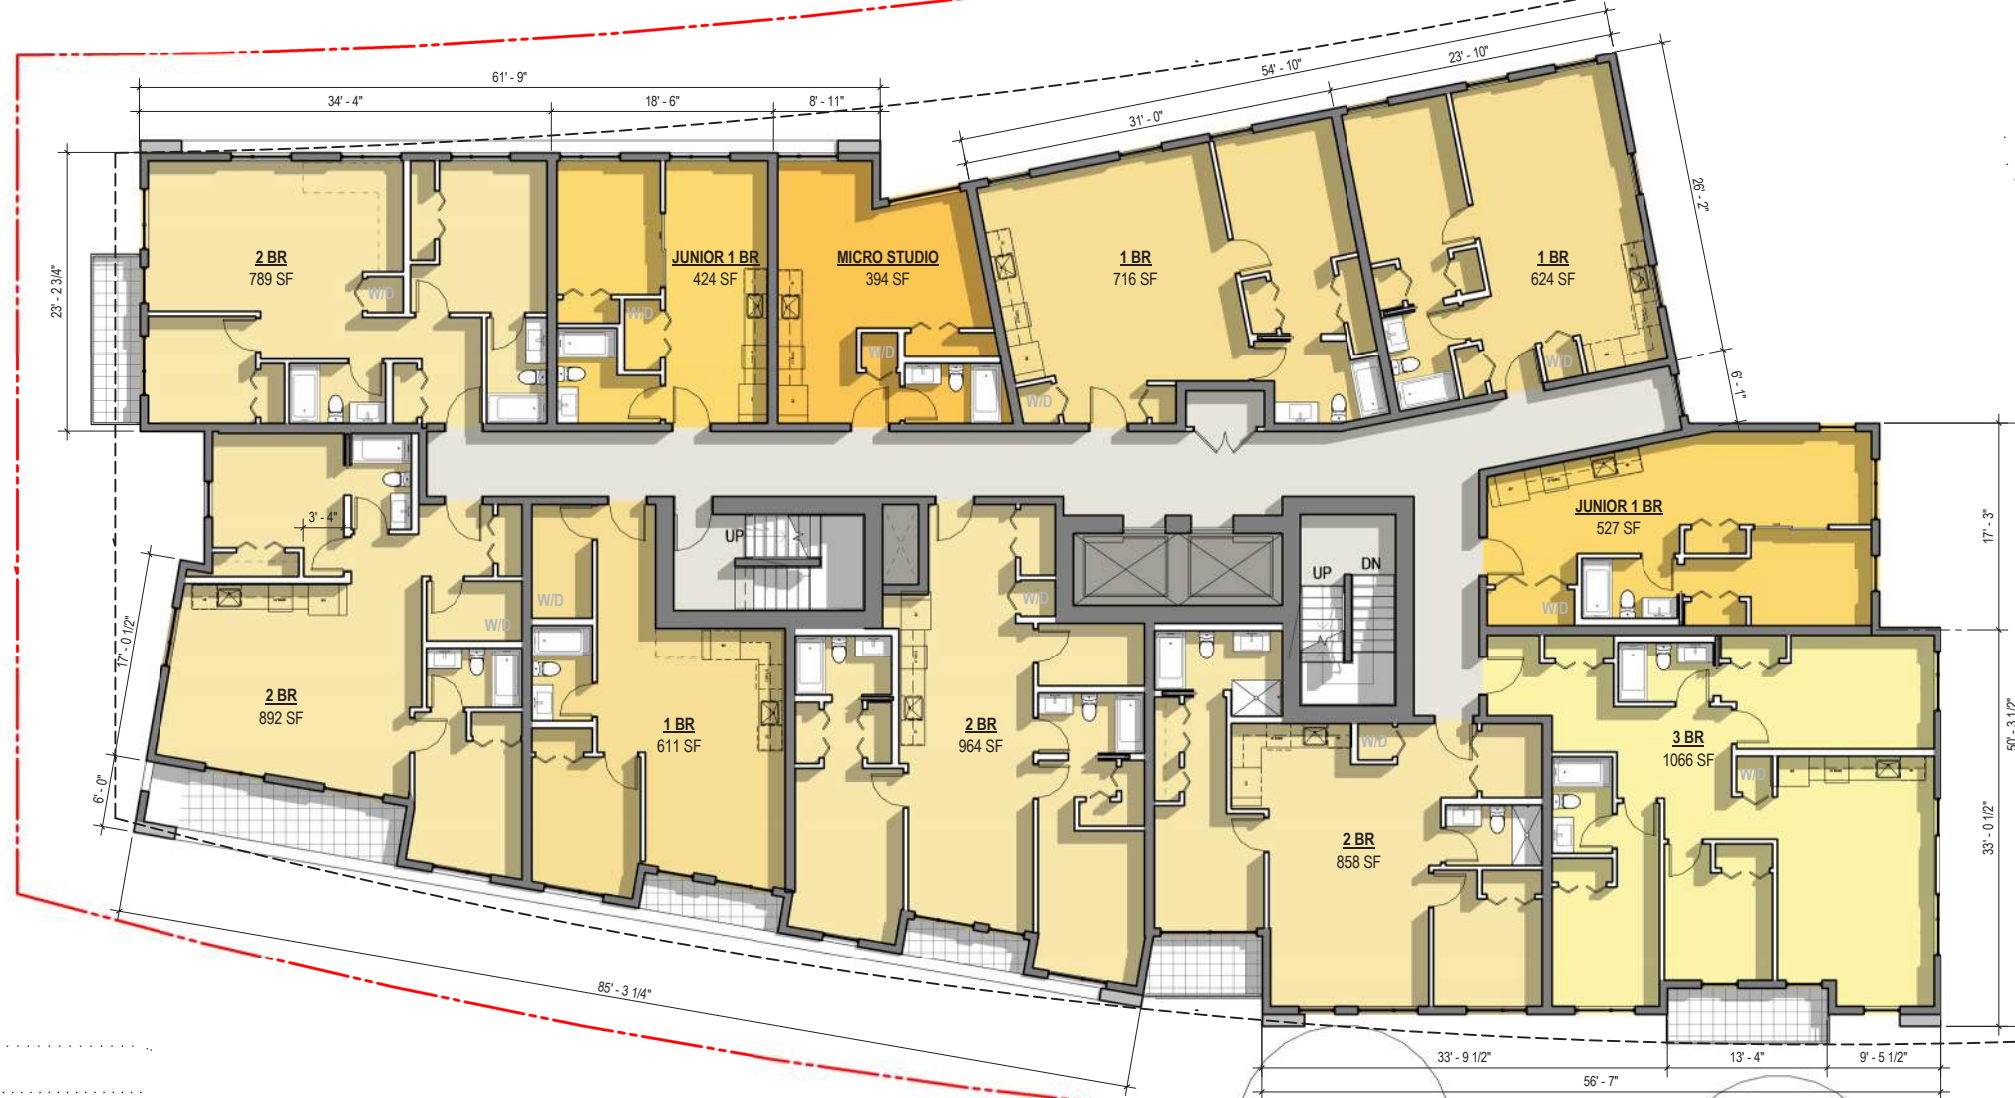 61' - 9"
34' - 4"
18' - 6"
8' - 11"
54' - 10"
23' - 10"
31' - 0"
26' - 2"
6' - 1"
23' - 2 3/4"
2 BR
789 SF
W/D
JUNIOR 1 BR
424 SF
W/D
MICRO STUDIO
394 SF
W/D
1 BR
716 SF
W/D
1 BR
624 SF
W/D
3' - 4"
17' - 0 1/2"
6' - 0"
2 BR
892 SF
W/D
W/D
1 BR
611 SF
UP
2 BR
964 SF
W/D
UP
DN
JUNIOR 1 BR
527 SF
W/D
17' - 3"
2 BR
858 SF
W/D
3 BR
1066 SF
W/D
50' - 3 1/2"
33' - 0 1/2"
85' - 3 1/4"
33' - 9 1/2"
13' - 4"
9' - 5 1/2"
56' - 7"